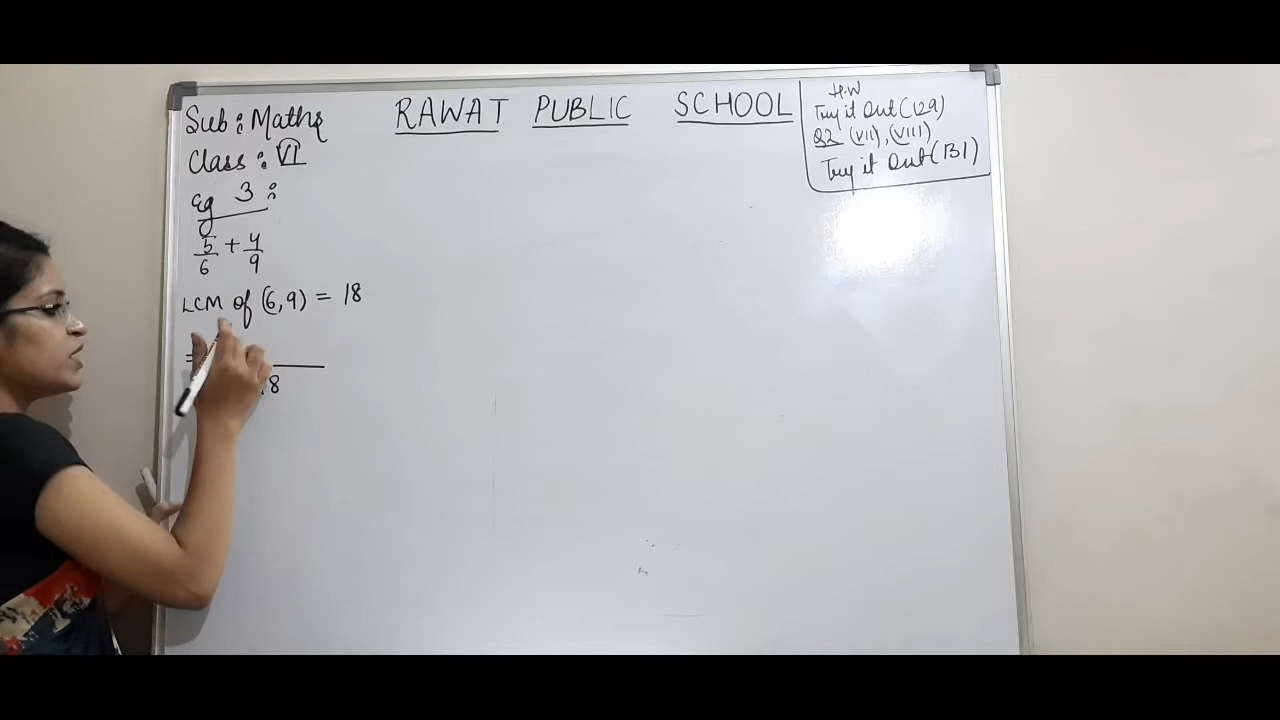 Sub : Maths
Class : VI
RAWAT PUBLIC SCHOOL
H.W
Try it Out (129)
Q2 (VII), (VIII)
Try it Out (131)
Eg 3 :
5/6 + 4/9
LCM of (6,9) = 18
=
18